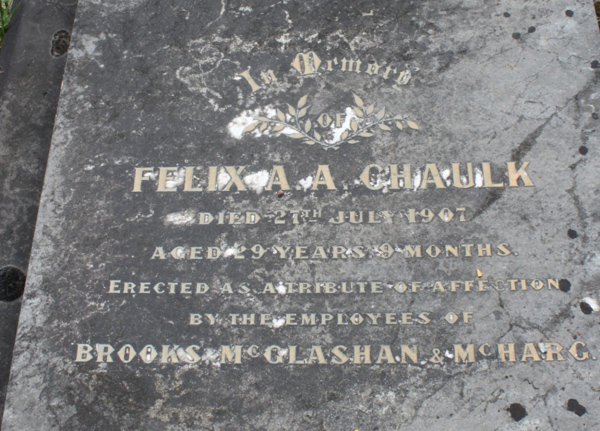 In Memory
OF
FELIX A. A. CHAULK
DIED 27TH JULY 1907
AGED 29 YEARS, 9 MONTHS.
ERECTED AS A TRIBUTE OF AFFECTION
BY THE EMPLOYEES OF
BROOKS, McGLASHAN, & McHARG.